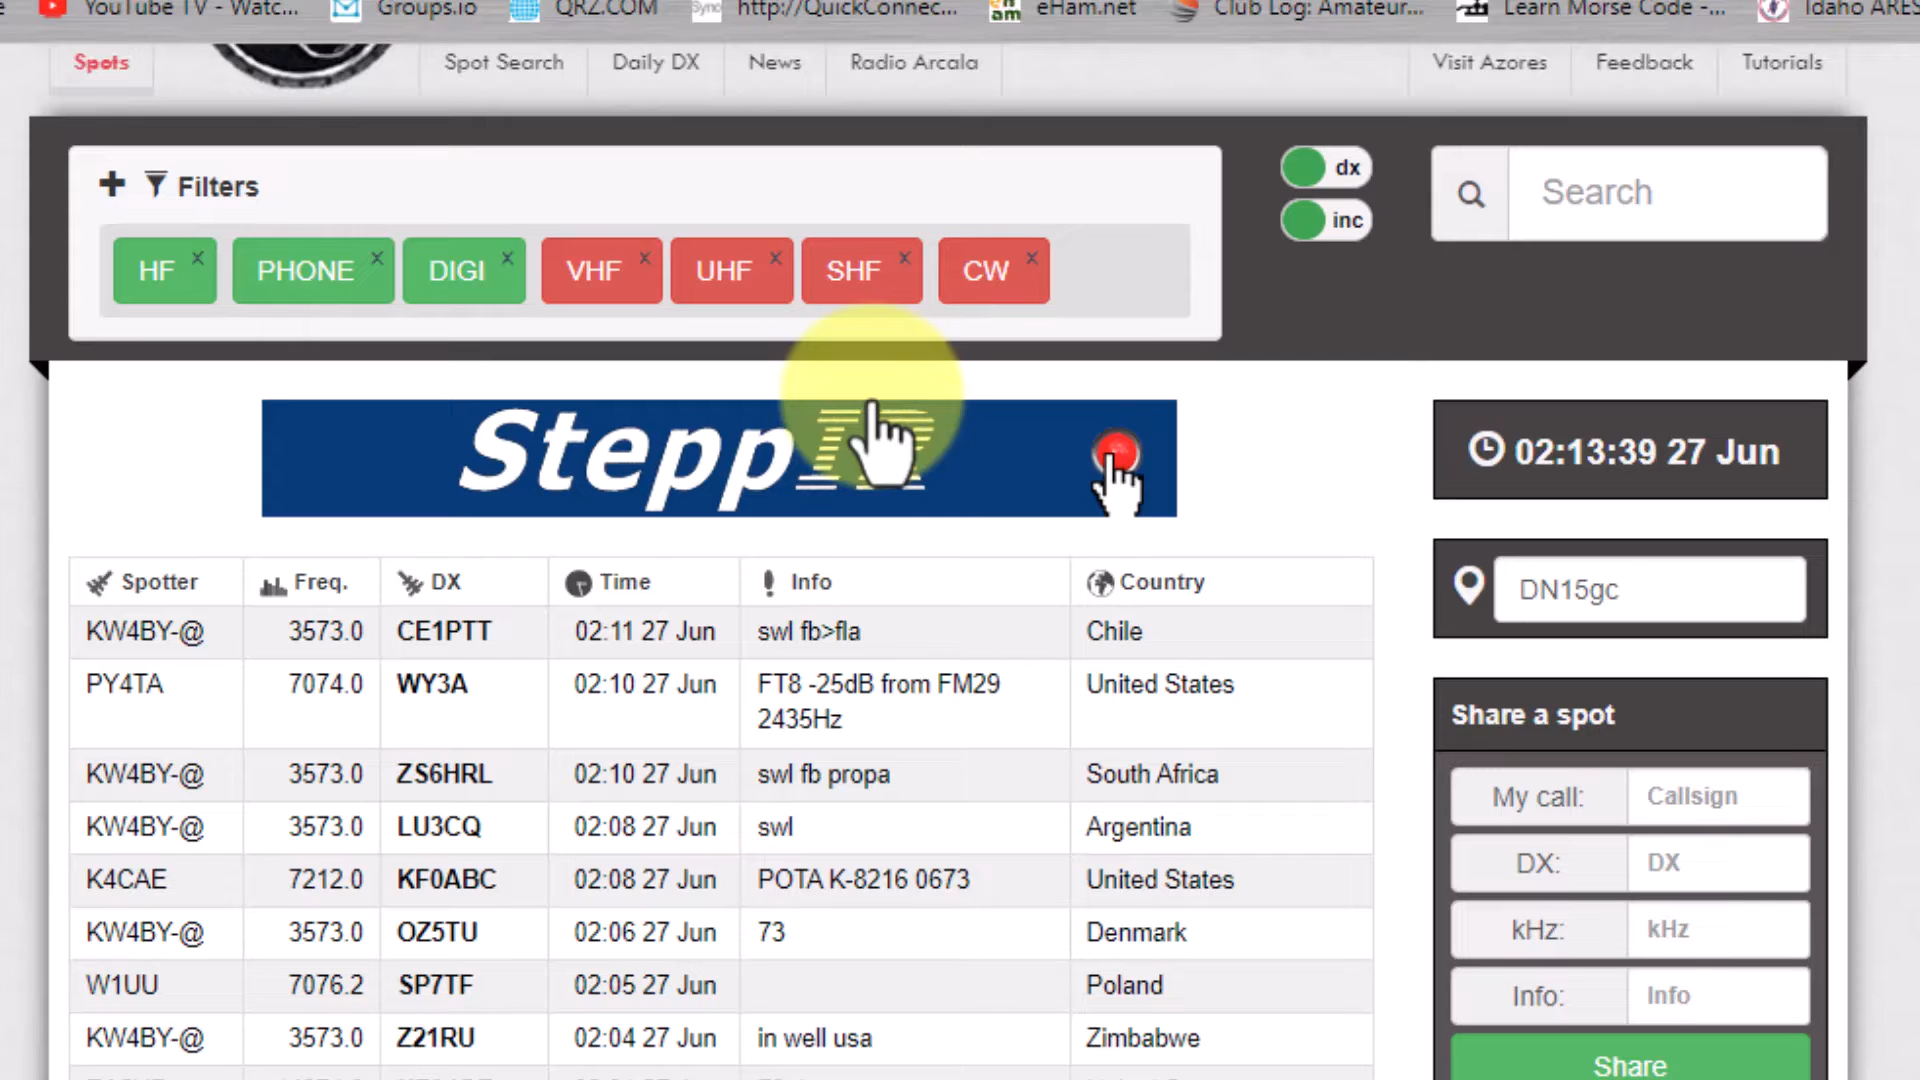 YouTube TV - Watc...
Groups.io
QRZ.COM
http://QuickConnec...
eHam.net
Club Log: Amateur...
Learn Morse Code -...
Idaho ARES
Spots
Spot Search
Daily DX
News
Radio Arcala
Visit Azores
Feedback
Tutorials
Filters
HF x
PHONE x
DIGI x
VHF x
UHF x
SHF x
CW x
dx
inc
Search
SteppIR
02:13:39 27 Jun
DN15gc
Spotter Freq. DX Time Info Country
KW4BY-@ 3573.0 CE1PTT 02:11 27 Jun swl fb>fla Chile
PY4TA 7074.0 WY3A 02:10 27 Jun FT8 -25dB from FM29 United States
2435Hz
KW4BY-@ 3573.0 ZS6HRL 02:10 27 Jun swl fb propa South Africa
KW4BY-@ 3573.0 LU3CQ 02:08 27 Jun swl Argentina
K4CAE 7212.0 KF0ABC 02:08 27 Jun POTA K-8216 0673 United States
KW4BY-@ 3573.0 OZ5TU 02:06 27 Jun 73 Denmark
W1UU 7076.2 SP7TF 02:05 27 Jun Poland
KW4BY-@ 3573.0 Z21RU 02:04 27 Jun in well usa Zimbabwe
Share a spot
My call: Callsign
DX: DX
kHz: kHz
Info: Info
Share